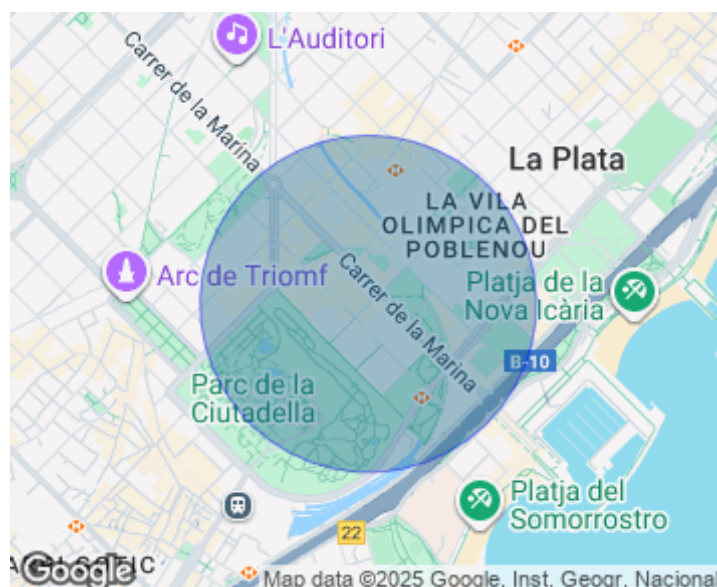 L'Auditori
Carrer de la Marina
La Plata
LA VILA
OLIMPICA DEL
POBLENOU
Arc de Triomf
Carrer de la Marina
Platja de la
Nova Icària
B-10
Parc de la
Ciutadella
Platja del
Somorrostro
22
Google
Map data ©2025 Google, Inst. Geogr. Nacional